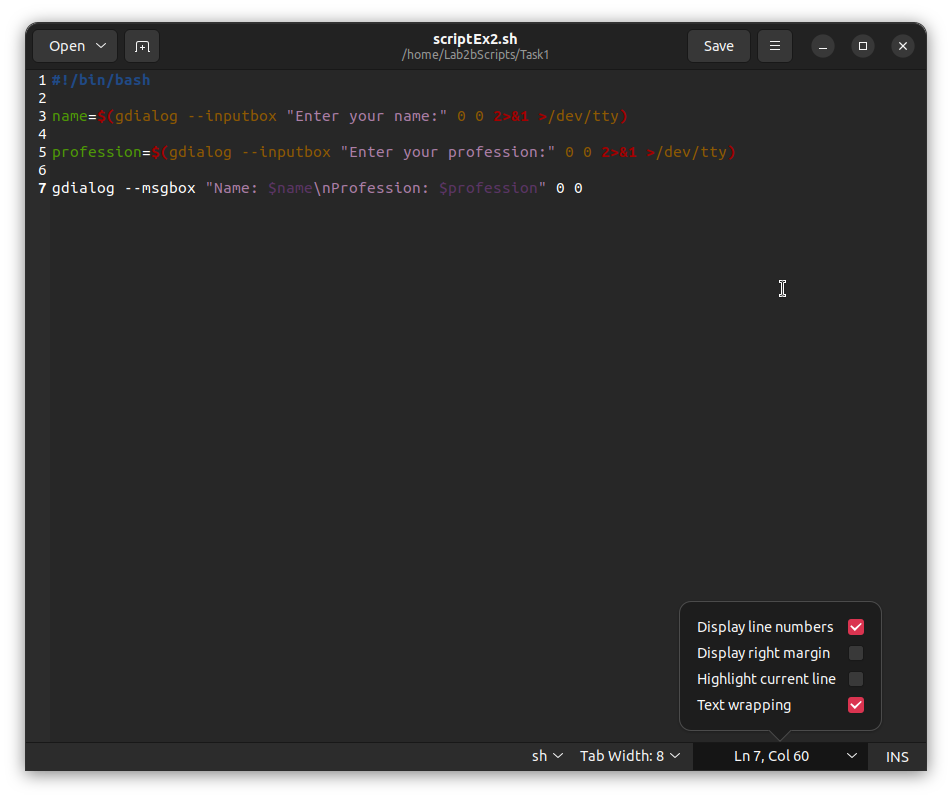 Open
scriptEx2.sh
/home/Lab2bScripts/Task1
Save
1 #!/bin/bash
2
3 name=$(gdialog --inputbox "Enter your name:" 0 0 2>&1 >/dev/tty)
4
5 profession=$(gdialog --inputbox "Enter your profession:" 0 0 2>&1 >/dev/tty)
6
7 gdialog --msgbox "Name: $name\nProfession: $profession" 0 0
Display line numbers
Display right margin
Highlight current line
Text wrapping
sh Tab Width: 8 Ln 7, Col 60 INS